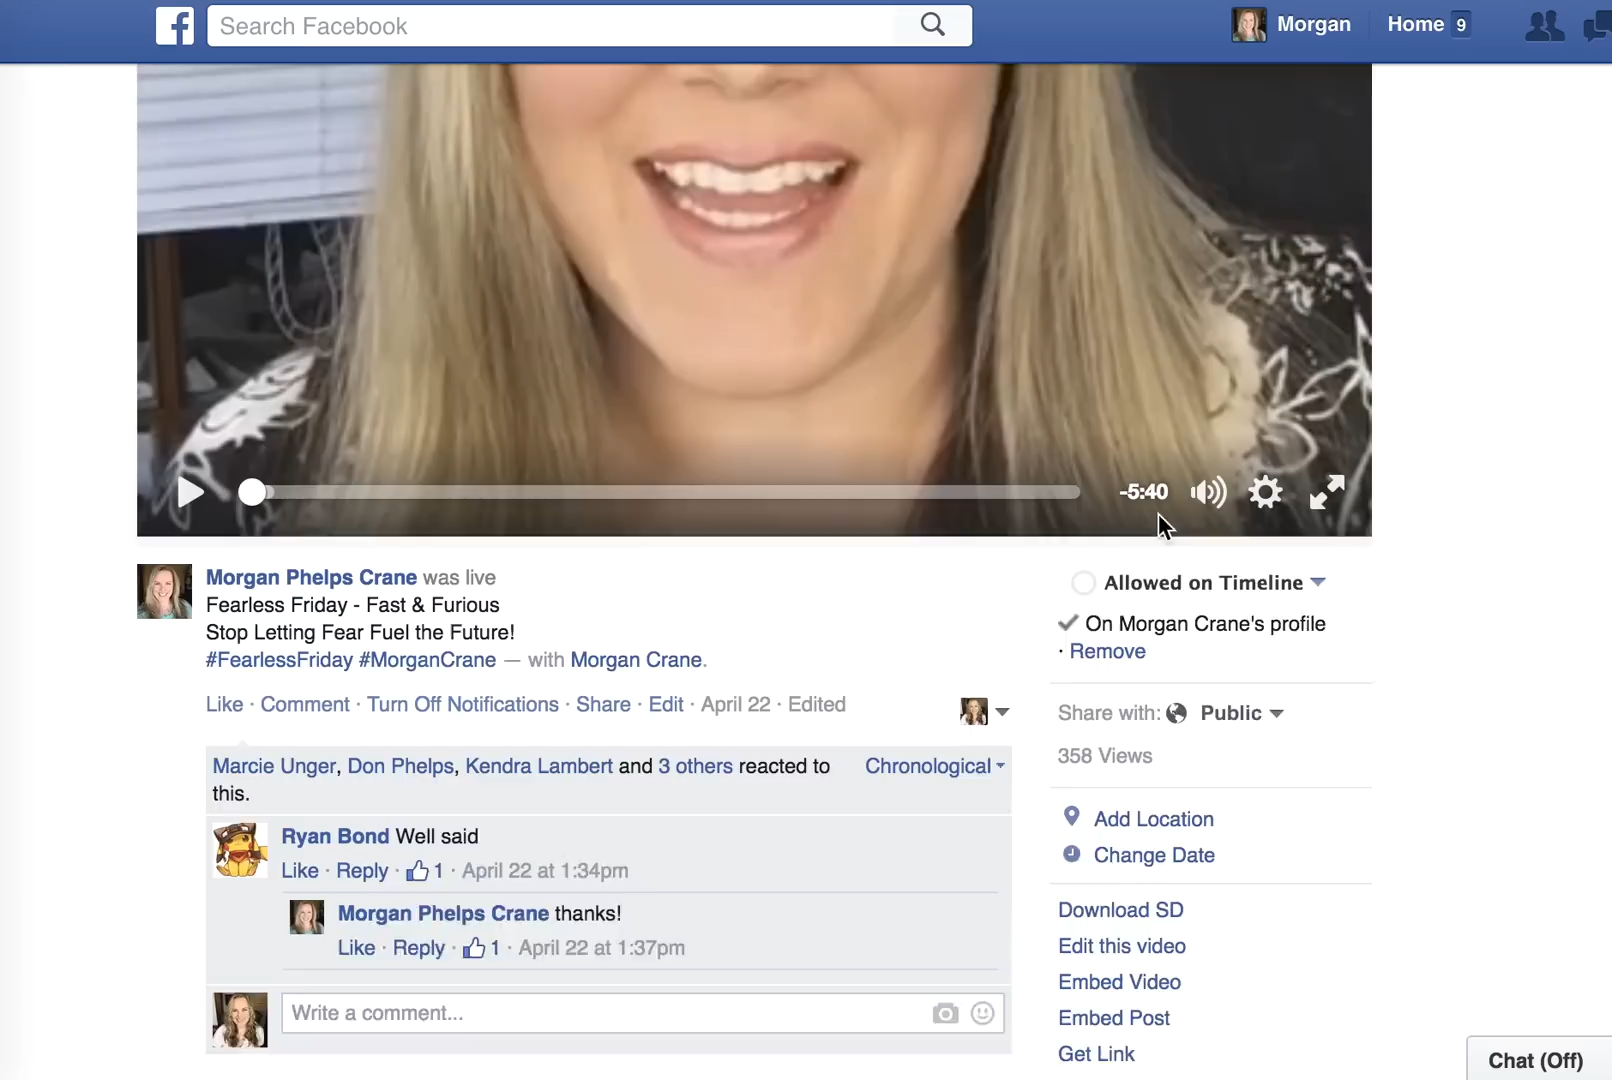 Search Facebook
Morgan
Home 9
-5:40
Morgan Phelps Crane was live
Fearless Friday - Fast & Furious
Stop Letting Fear Fuel the Future!
#FearlessFriday #MorganCrane — with Morgan Crane.
Like · Comment · Turn Off Notifications · Share · Edit · April 22 · Edited
Marcie Unger, Don Phelps, Kendra Lambert and 3 others reacted to
this.
Chronological
Ryan Bond Well said
Like · Reply · 1 · April 22 at 1:34pm
Morgan Phelps Crane thanks!
Like · Reply · 1 · April 22 at 1:37pm
Write a comment...
Allowed on Timeline
On Morgan Crane's profile
· Remove
Share with: Public
358 Views
Add Location
Change Date
Download SD
Edit this video
Embed Video
Embed Post
Get Link
Chat (Off)